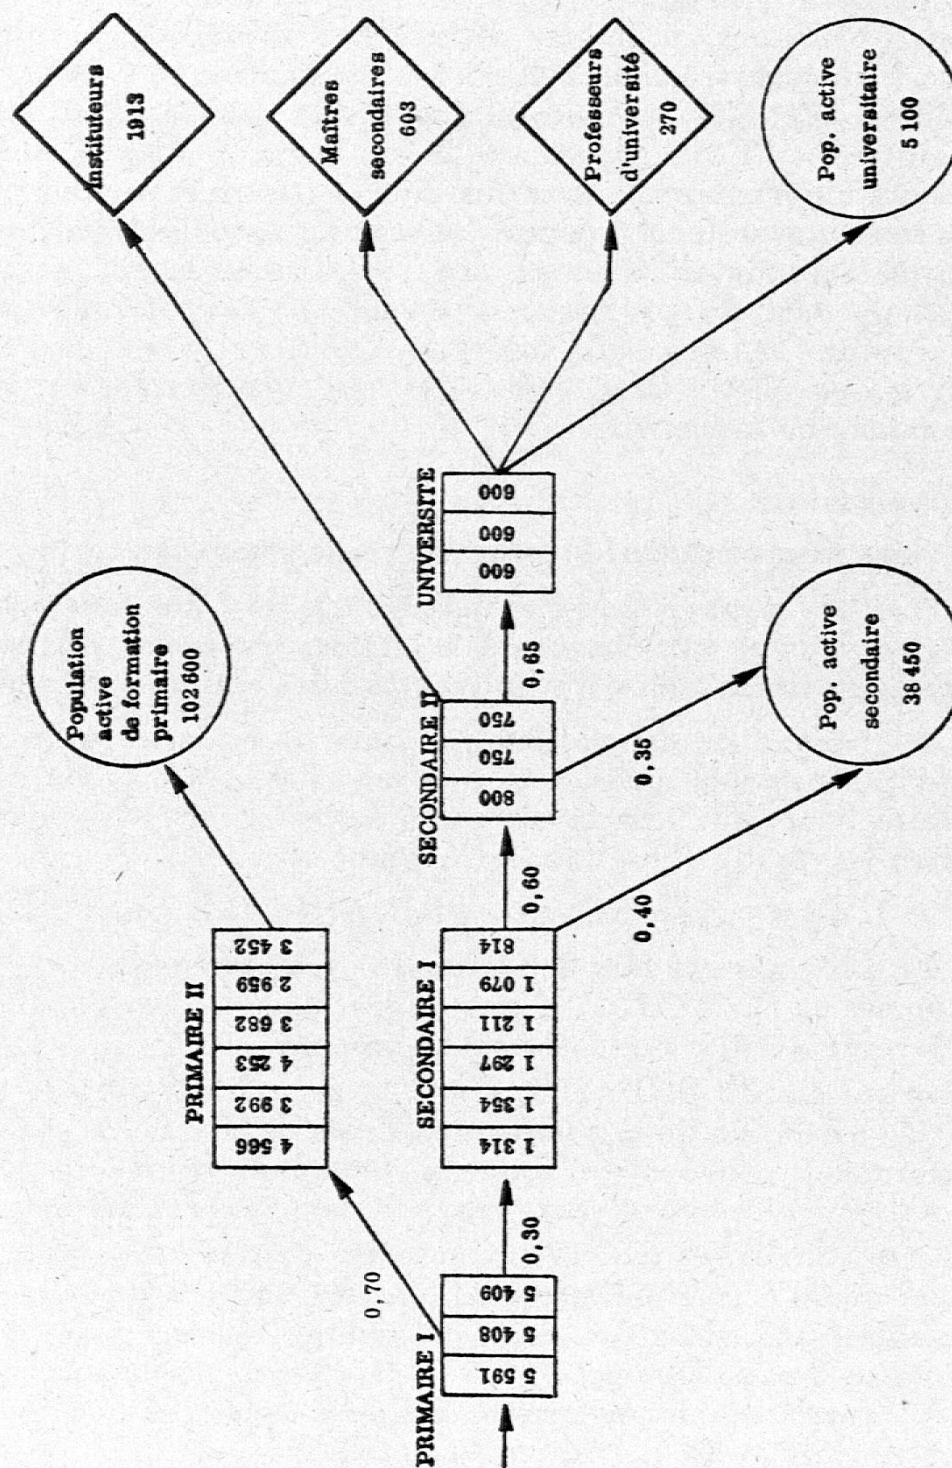 Instituteurs
1913
Maîtres
secondaires
603
Professeurs
d'université
270
Pop. active
universitaire
5 100
Population
active
de formation
primaire
102 600
UNIVERSITE
600
600
600
0,65
Pop. active
secondaire
38 450
SECONDAIRE II
750
750
800
0,35
0,60
0,40
PRIMAIRE II
3 452
2 959
3 682
4 253
3 992
4 566
SECONDAIRE I
814
1 079
1 211
1 297
1 354
1 314
0,70
0,30
PRIMAIRE I
5 409
5 408
5 591